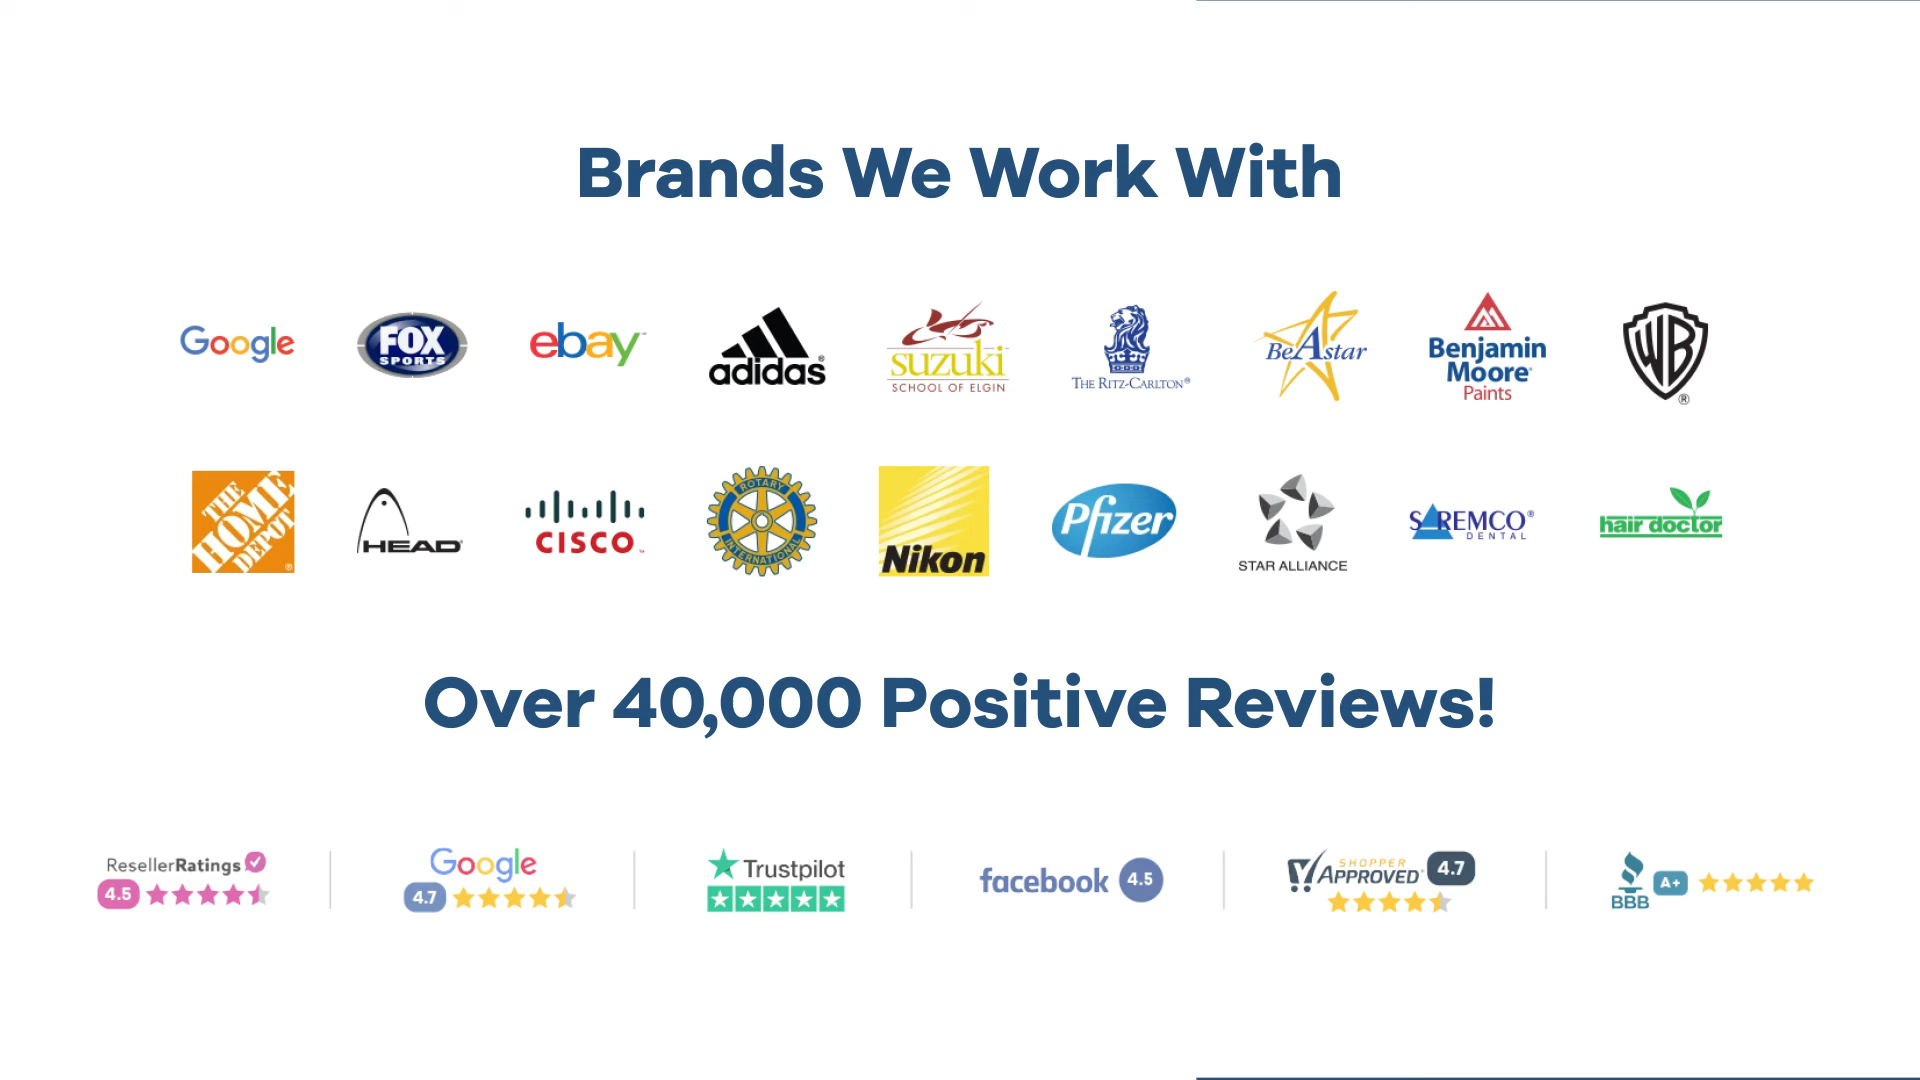 Brands We Work With
Google
FOX
SPORTS
ebay™
adidas®
suzuki
SCHOOL OF ELGIN
THE RITZ-CARLTON®
BeAstar
Benjamin
Moore®
Paints
WB®
THE
HOME
DEPOT®
HEAD®
CISCO™
ROTARY
INTERNATIONAL
Nikon
Pfizer
STAR ALLIANCE
SAREMCO®
DENTAL
hair doctor
Over 40,000 Positive Reviews!
ResellerRatings
4.5
Google
4.7
Trustpilot
facebook 4.5
SHOPPER
APPROVED® 4.7
BBB
A+